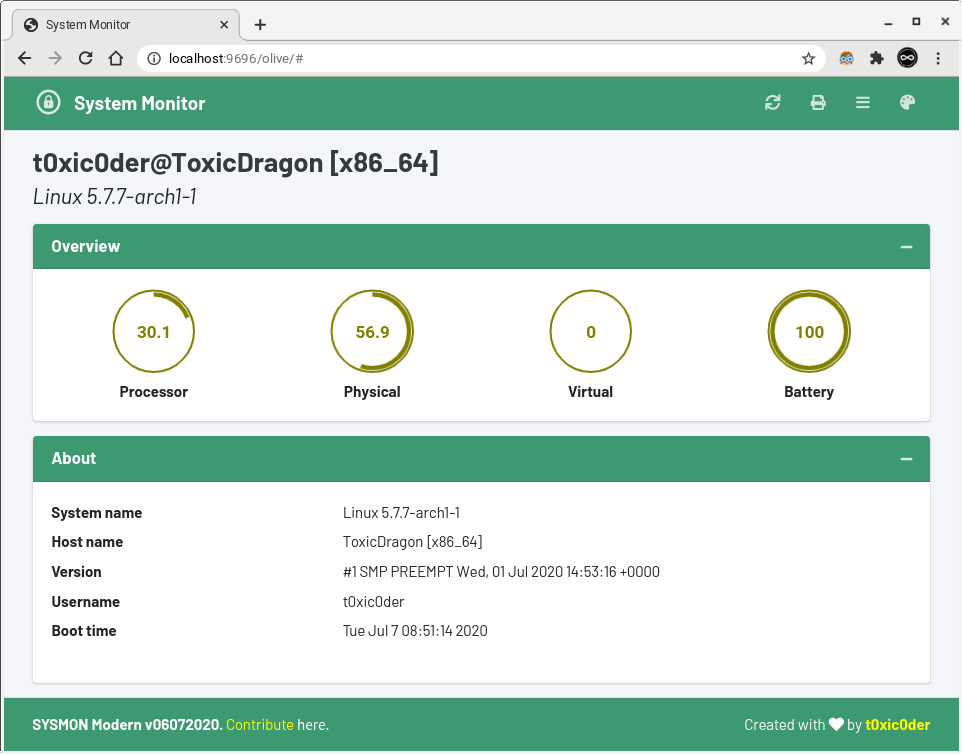 System Monitor
localhost:9696/olive/#
System Monitor
t0xic0der@ToxicDragon [x86_64]
Linux 5.7.7-arch1-1
Overview
30.1 56.9 0 100
Processor Physical Virtual Battery
About
System name Linux 5.7.7-arch1-1
Host name ToxicDragon [x86_64]
Version #1 SMP PREEMPT Wed, 01 Jul 2020 14:53:16 +0000
Username t0xic0der
Boot time Tue Jul 7 08:51:14 2020
SYSMON Modern v06072020. Contribute here. Created with ♥ by t0xic0der